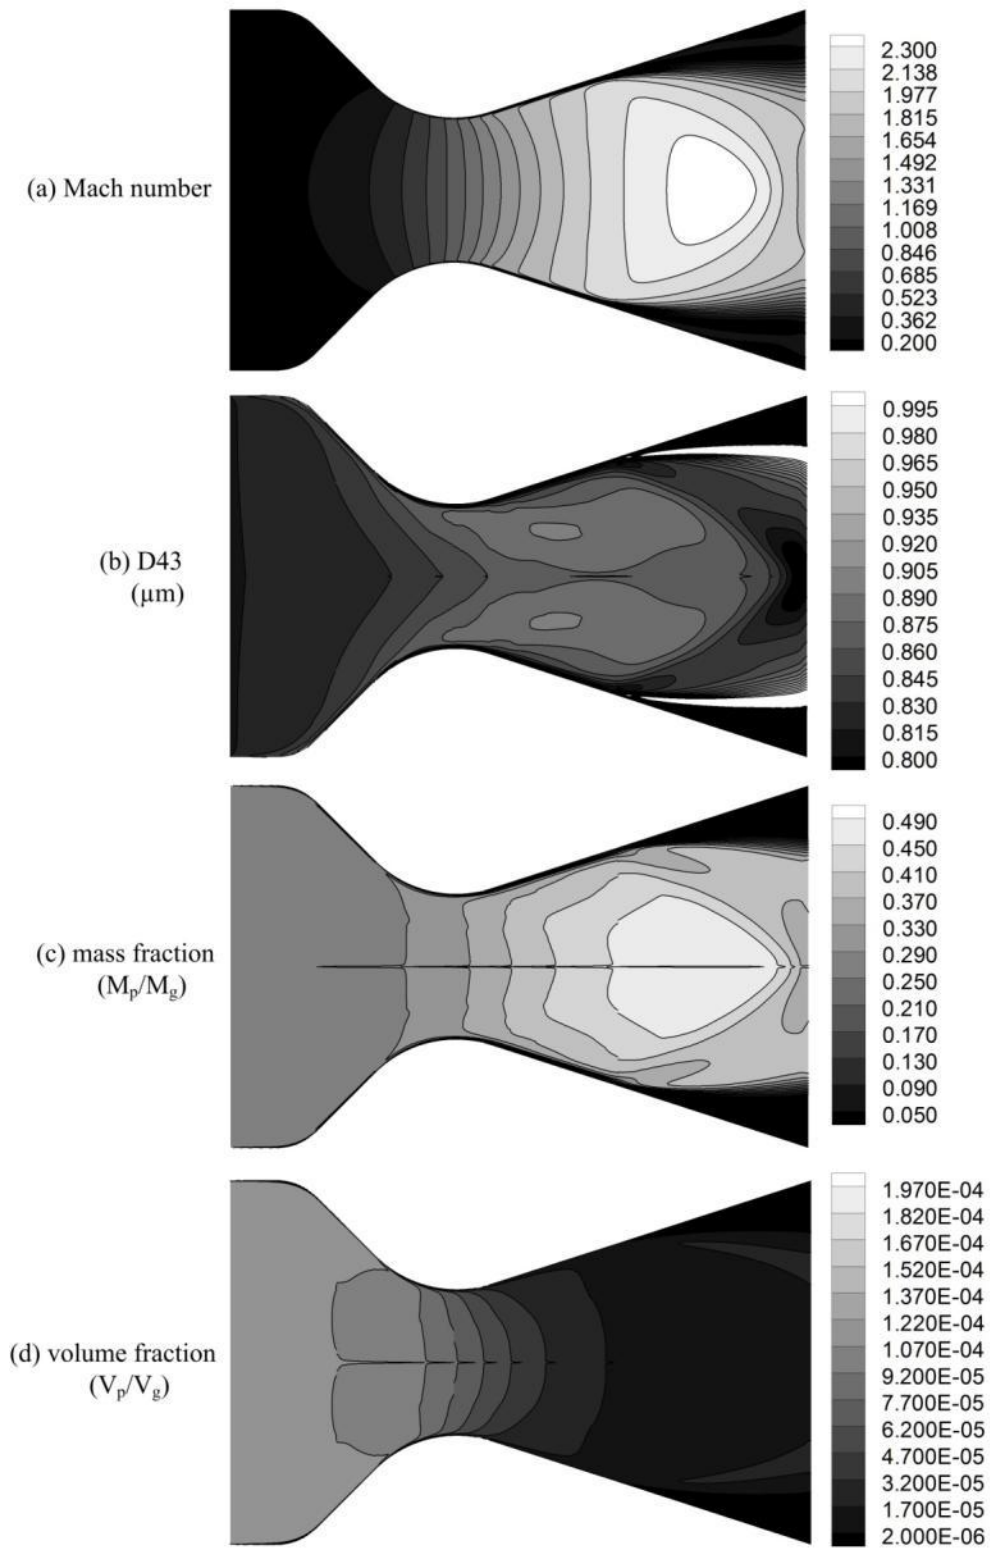 (a) Mach number
2.300
2.138
1.977
1.815
1.654
1.492
1.331
1.169
1.008
0.846
0.685
0.523
0.362
0.200
(b) D43
(µm)
0.995
0.980
0.965
0.950
0.935
0.920
0.905
0.890
0.875
0.860
0.845
0.830
0.815
0.800
(c) mass fraction
(Mp/Mg)
0.490
0.450
0.410
0.370
0.330
0.290
0.250
0.210
0.170
0.130
0.090
0.050
(d) volume fraction
(Vp/Vg)
1.970E-04
1.820E-04
1.670E-04
1.520E-04
1.370E-04
1.220E-04
1.070E-04
9.200E-05
7.700E-05
6.200E-05
4.700E-05
3.200E-05
1.700E-05
2.000E-06